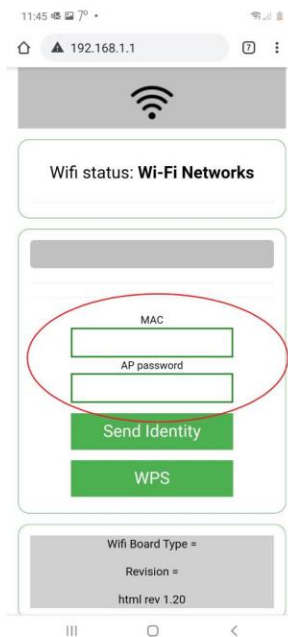 11:45 7° •
192.168.1.1 7
Wifi status: Wi-Fi Networks
MAC
AP password
Send Identity
WPS
Wifi Board Type =
Revision =
html rev 1.20